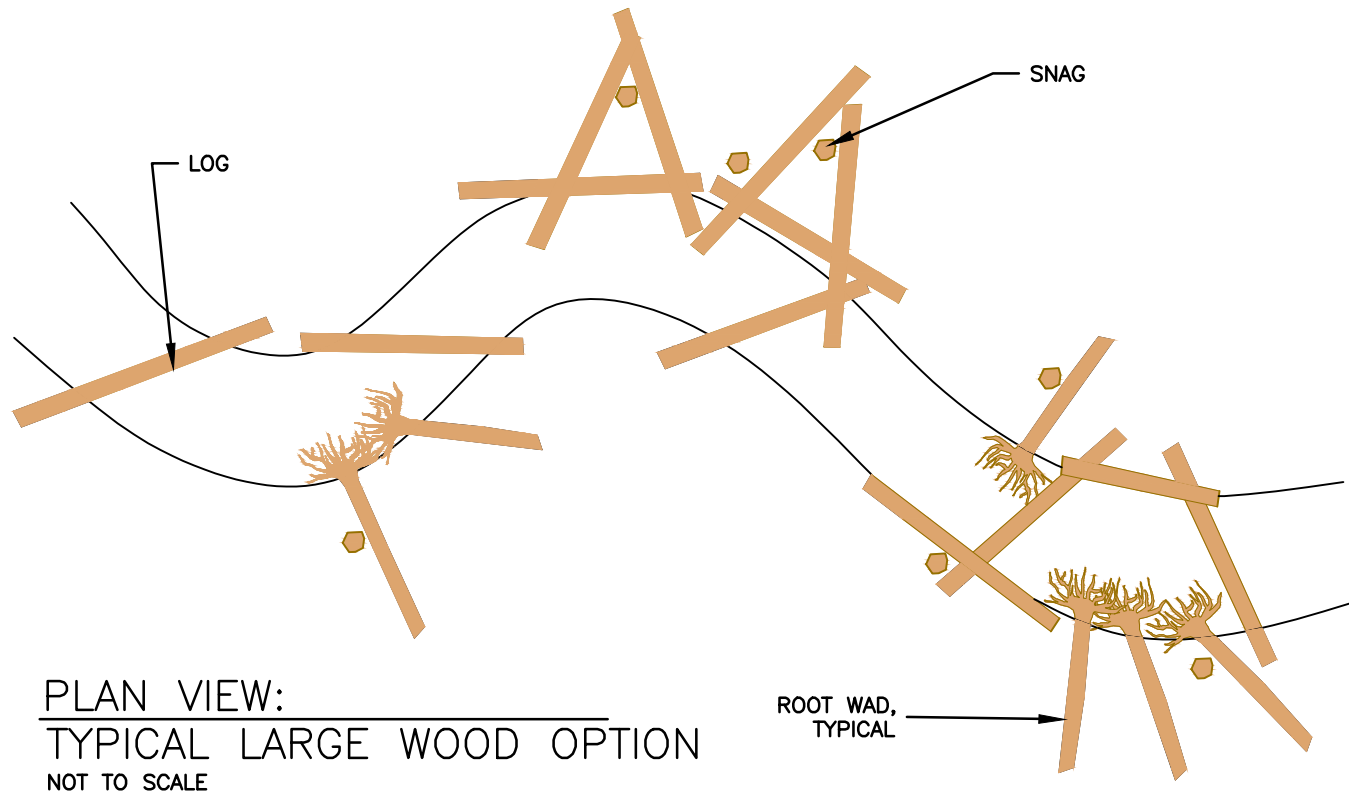 SNAG
LOG
ROOT WAD,
TYPICAL
PLAN VIEW:
TYPICAL LARGE WOOD OPTION
NOT TO SCALE